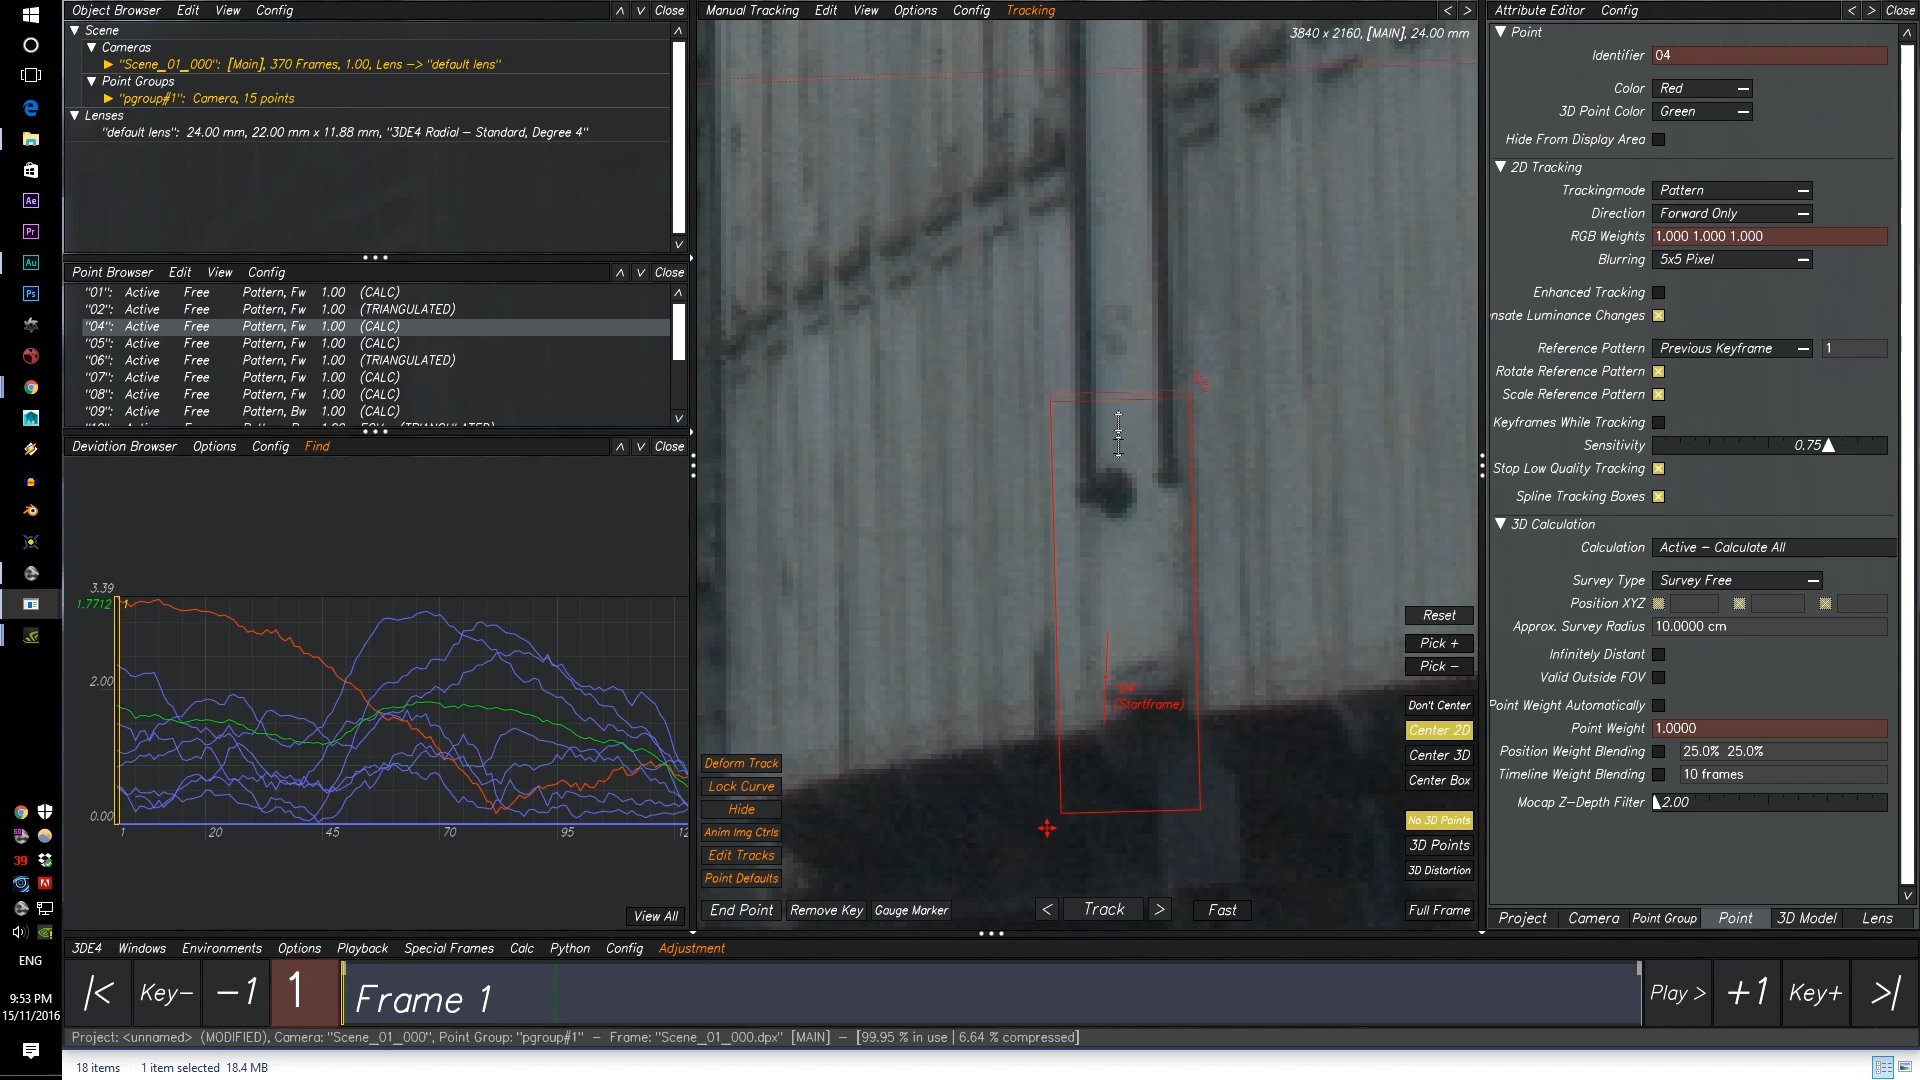 Object Browser Edit View Config Close
Scene
Cameras
"Scene_01_000": [Main], 370 Frames, 1.00, Lens -> "default lens"
Point Groups
"pgroup#1": Camera, 15 points
Lenses
"default lens": 24.00 mm, 22.00 mm x 11.88 mm, "3DE4 Radial - Standard, Degree 4"
Point Browser Edit View Config Close
"01": Active Free Pattern, Fw 1.00 (CALC)
"02": Active Free Pattern, Fw 1.00 (TRIANGULATED)
"04": Active Free Pattern, Fw 1.00 (CALC)
"05": Active Free Pattern, Fw 1.00 (CALC)
"06": Active Free Pattern, Fw 1.00 (TRIANGULATED)
"07": Active Free Pattern, Fw 1.00 (CALC)
"08": Active Free Pattern, Fw 1.00 (CALC)
"09": Active Free Pattern, Bw 1.00 (CALC)
Deviation Browser Options Config Find Close
3.39
1.7712
1
2.00
0.00
1 20 45 70 95 12
View All
Manual Tracking Edit View Options Config Tracking < >
3840 x 2160, [MAIN], 24.00 mm
(Startframe)
Reset
Pick +
Pick -
Don't Center
Center 2D
Center 3D
Center Box
No 3D Points
3D Points
3D Distortion
Full Frame
Deform Track
Lock Curve
Hide
Anim Img Ctrls
Edit Tracks
Point Defaults
End Point Remove Key Gauge Marker < Track > Fast
Attribute Editor Config < > Close
Point
Identifier 04
Color Red
3D Point Color Green
Hide From Display Area
2D Tracking
Trackingmode Pattern
Direction Forward Only
RGB Weights 1.000 1.000 1.000
Blurring 5x5 Pixel
Enhanced Tracking
ensate Luminance Changes
Reference Pattern Previous Keyframe 1
Rotate Reference Pattern
Scale Reference Pattern
Keyframes While Tracking
Sensitivity 0.75
Stop Low Quality Tracking
Spline Tracking Boxes
3D Calculation
Calculation Active - Calculate All
Survey Type Survey Free
Position XYZ
Approx. Survey Radius 10.0000 cm
Infinitely Distant
Valid Outside FOV
Point Weight Automatically
Point Weight 1.0000
Position Weight Blending 25.0% 25.0%
Timeline Weight Blending 10 frames
Mocap Z-Depth Filter 2.00
Project Camera Point Group Point 3D Model Lens
3DE4 Windows Environments Options Playback Special Frames Calc Python Config Adjustment
|< Key- -1 1 Frame 1 Play > +1 Key+ >|
Project: <unnamed> (MODIFIED), Camera: "Scene_01_000", Point Group: "pgroup#1" - Frame: "Scene_01_000.dpx" [MAIN] - [99.95 % in use | 6.64 % compressed]
18 items 1 item selected 18.4 MB
Ae
Pr
Au
Ps
39
ENG
9:53 PM
15/11/2016